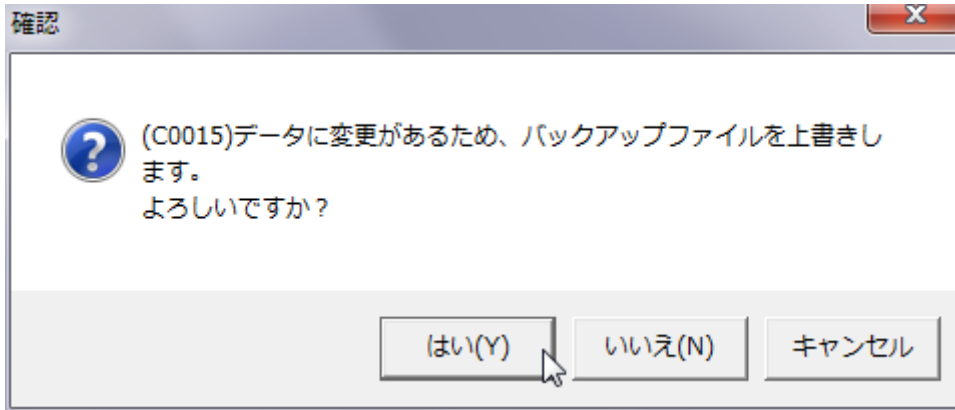 確認
(C0015)データに変更があるため、バックアップファイルを上書きし
ます。
よろしいですか？
はい(Y)
いいえ(N)
キャンセル